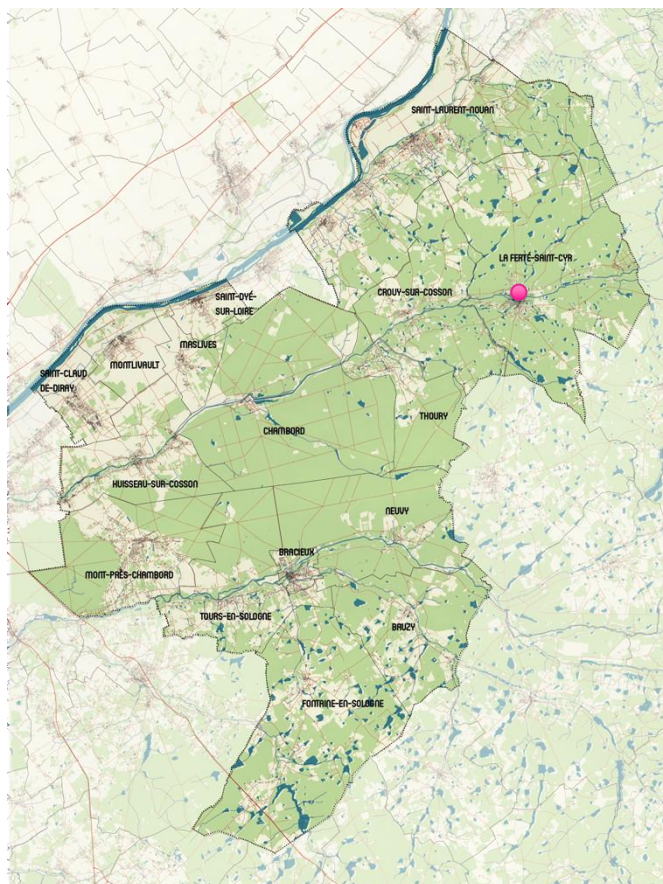 SAINT-LAURENT-NOUAN
LA FERTÉ-SAINT-CYR
CROUY-SUR-COSSON
SAINT-DYÉ-
SUR-LOIRE
MASLIVES
MONTLIVAULT
SAINT-CLAUD
DE-DIRAY
THOURY
CHAMBORD
HUISSEAU-SUR-COSSON
NEUVY
BRACIEUX
MONT-PRÈS-CHAMBORD
TOURS-EN-SOLOGNE
BAUZY
FONTAINE-EN-SOLOGNE